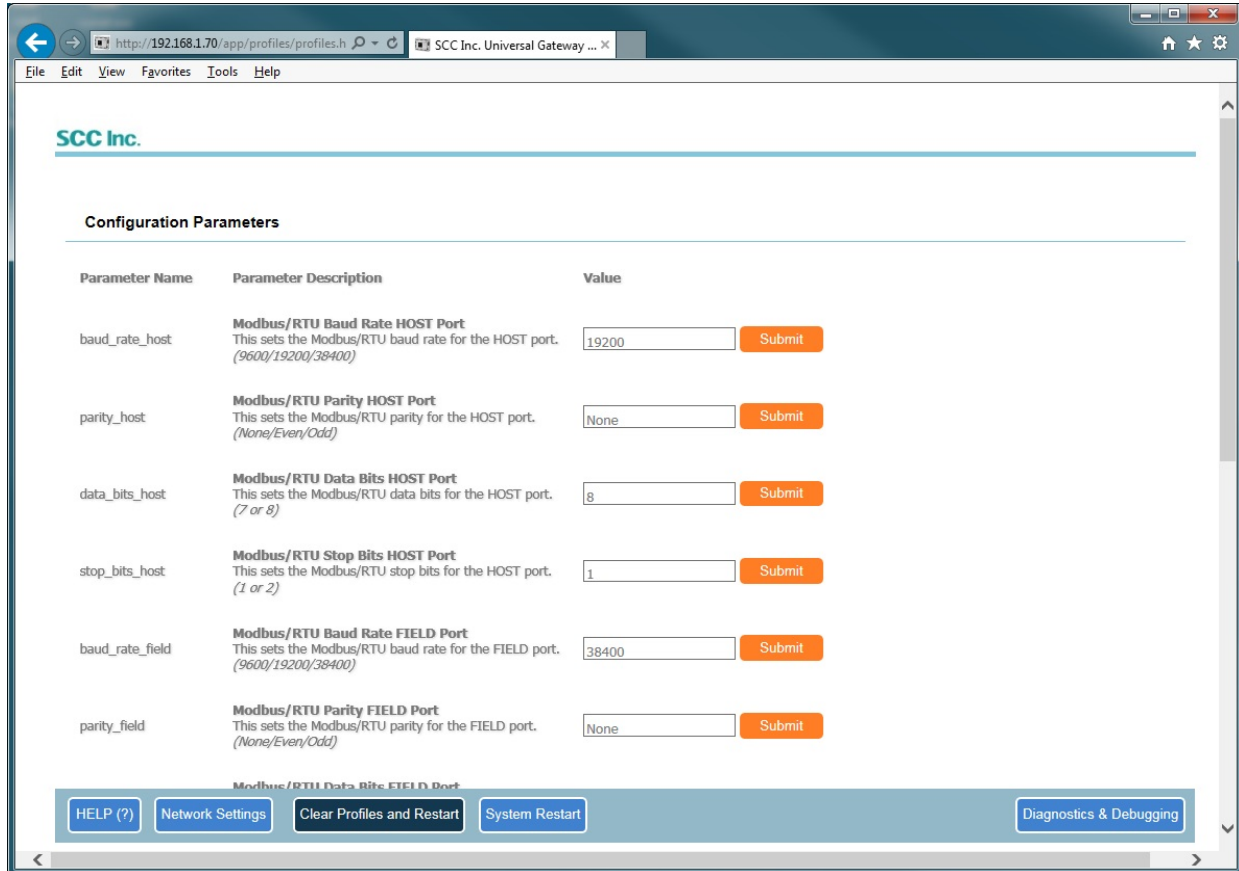 http://192.168.1.70/app/profiles/profiles.h
SCC Inc. Universal Gateway ...
File Edit View Favorites Tools Help
SCC Inc.
Configuration Parameters
Parameter Name Parameter Description Value
Modbus/RTU Baud Rate HOST Port
baud_rate_host This sets the Modbus/RTU baud rate for the HOST port. 19200 Submit
(9600/19200/38400)
Modbus/RTU Parity HOST Port
parity_host This sets the Modbus/RTU parity for the HOST port. None Submit
(None/Even/Odd)
Modbus/RTU Data Bits HOST Port
data_bits_host This sets the Modbus/RTU data bits for the HOST port. 8 Submit
(7 or 8)
Modbus/RTU Stop Bits HOST Port
stop_bits_host This sets the Modbus/RTU stop bits for the HOST port. 1 Submit
(1 or 2)
Modbus/RTU Baud Rate FIELD Port
baud_rate_field This sets the Modbus/RTU baud rate for the FIELD port. 38400 Submit
(9600/19200/38400)
Modbus/RTU Parity FIELD Port
parity_field This sets the Modbus/RTU parity for the FIELD port. None Submit
(None/Even/Odd)
Modbus/RTU Data Bits FIELD Port
HELP (?) Network Settings Clear Profiles and Restart System Restart Diagnostics & Debugging